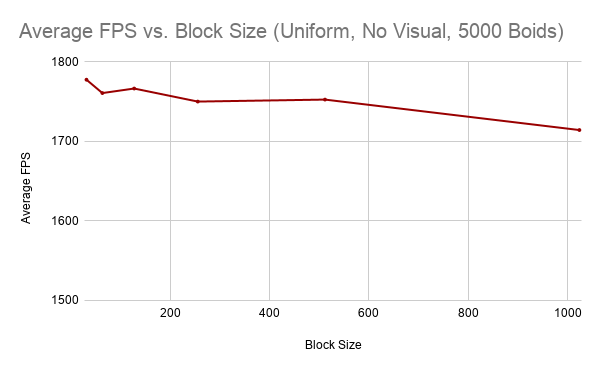 Average FPS vs. Block Size (Uniform, No Visual, 5000 Boids)
1800
1700
1600
1500
Average FPS
200 400 600 800 1000
Block Size